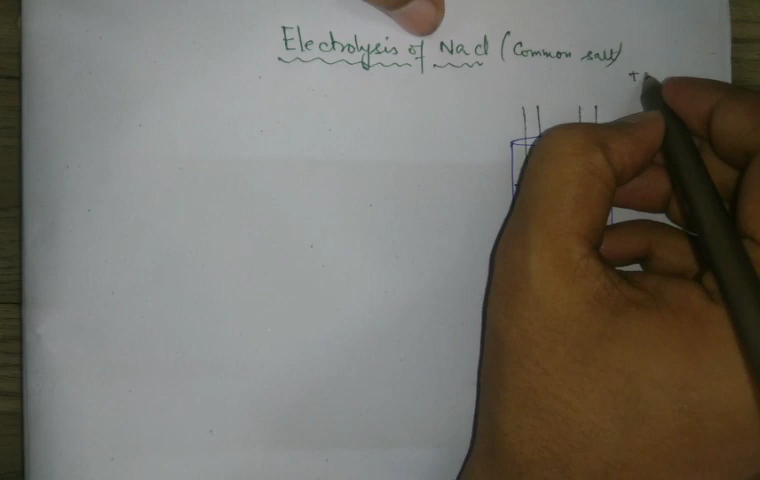 Electrolysis of NaCl (Common salt)
+